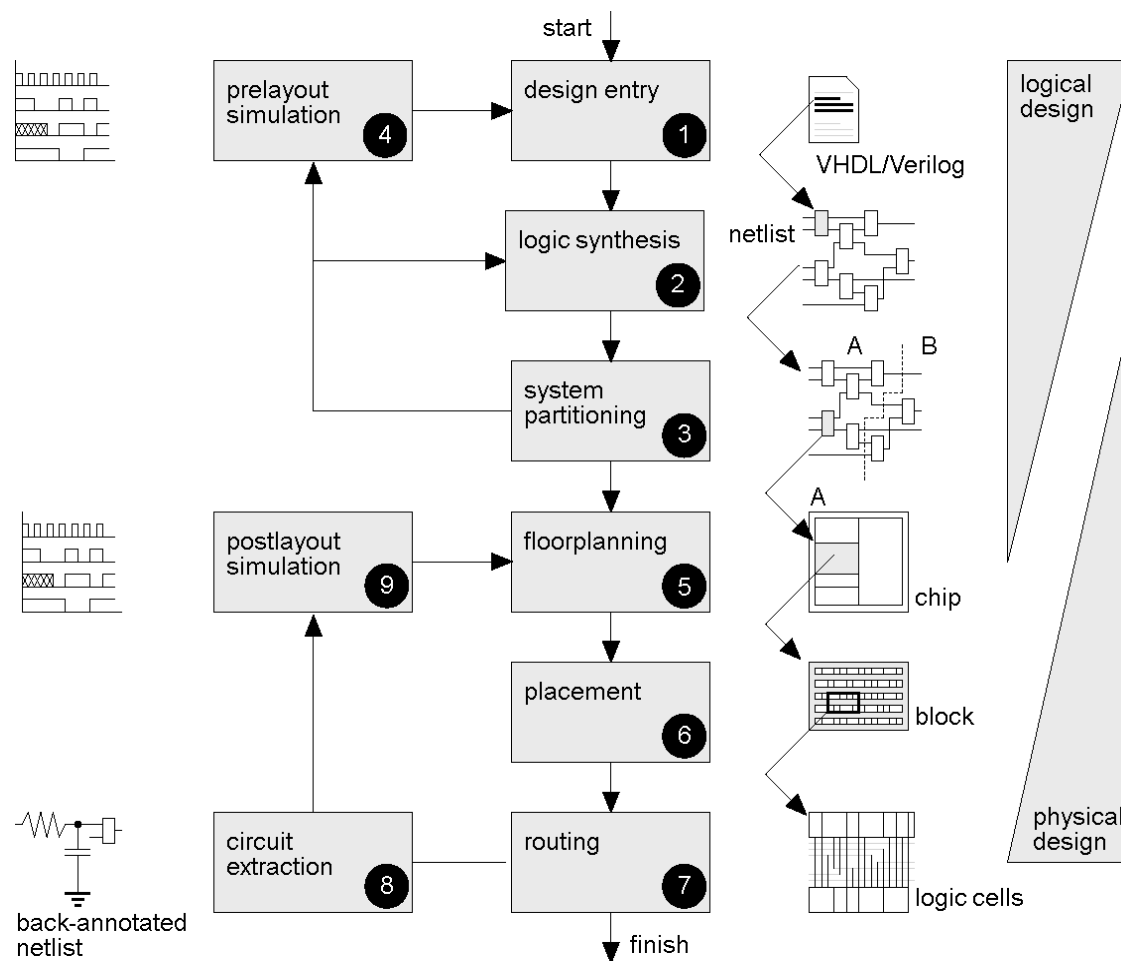 start
prelayout
simulation
4
design entry
1
VHDL/Verilog
logical
design
logic synthesis
2
netlist
system
partitioning
3
A
B
postlayout
simulation
9
floorplanning
5
A
chip
placement
6
block
circuit
extraction
8
routing
7
logic cells
physical
design
back-annotated
netlist
finish